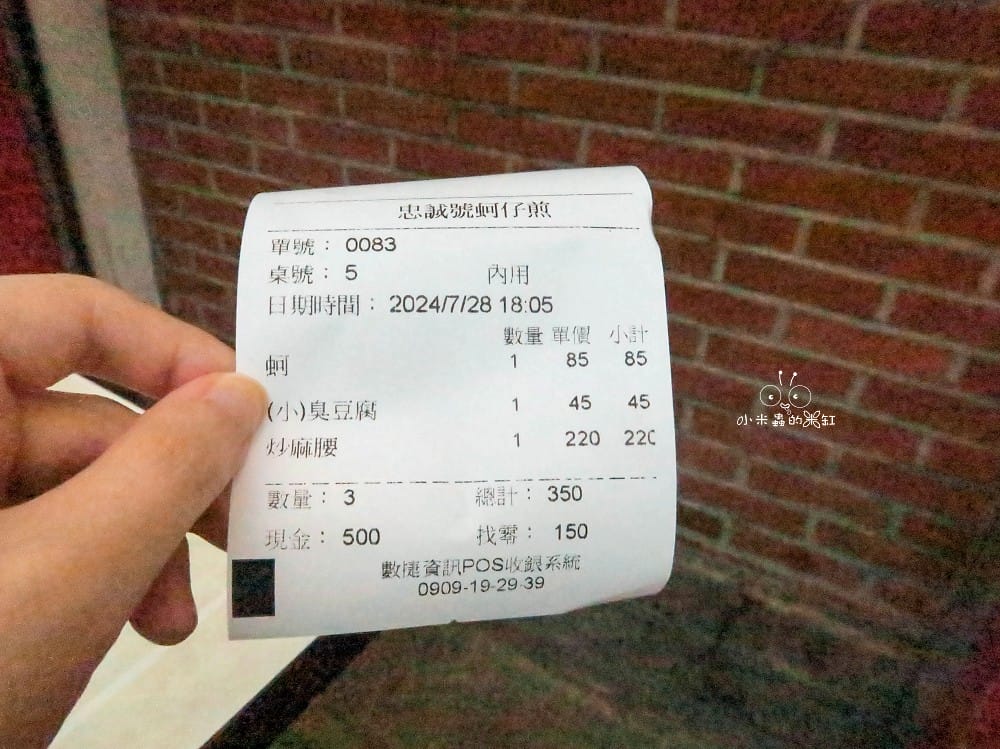 忠誠號蚵仔煎
單號： 0083
桌號： 5 內用
日期時間： 2024/7/28 18:05
數量 單價 小計
蚵 1 85 85
(小)臭豆腐 1 45 45
炒麻腰 1 220 220
數量： 3 總計： 350
現金： 500 找零： 150
數捷資訊POS收銀系統
0909-19-29-39
小米蟲的米缸